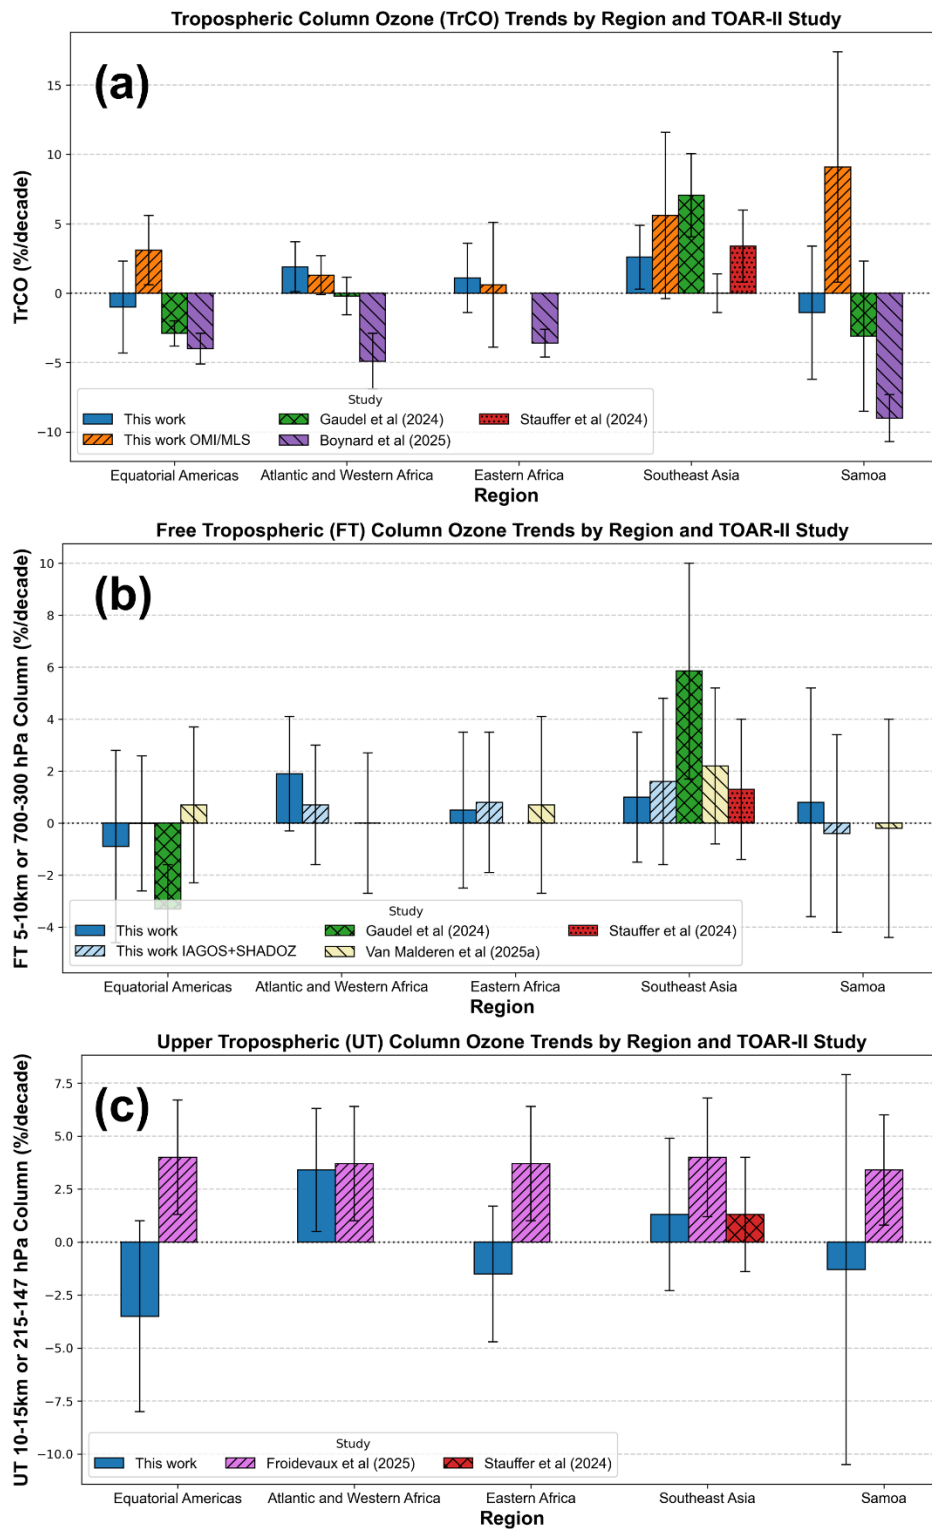 Tropospheric Column Ozone (TrCO) Trends by Region and TOAR-II Study
(a)
TrCO (%/decade)
15
10
5
0
−5
−10
Study
This work
This work OMI/MLS
Gaudel et al (2024)
Boynard et al (2025)
Stauffer et al (2024)
Equatorial Americas
Atlantic and Western Africa
Eastern Africa
Southeast Asia
Samoa
Region
Free Tropospheric (FT) Column Ozone Trends by Region and TOAR-II Study
(b)
FT 5-10km or 700-300 hPa Column (%/decade)
10
8
6
4
2
0
−2
−4
Study
This work
This work IAGOS+SHADOZ
Gaudel et al (2024)
Van Malderen et al (2025a)
Stauffer et al (2024)
Equatorial Americas
Atlantic and Western Africa
Eastern Africa
Southeast Asia
Samoa
Region
Upper Tropospheric (UT) Column Ozone Trends by Region and TOAR-II Study
(c)
UT 10-15km or 215-147 hPa Column (%/decade)
7.5
5.0
2.5
0.0
−2.5
−5.0
−7.5
−10.0
Study
This work
Froidevaux et al (2025)
Stauffer et al (2024)
Equatorial Americas
Atlantic and Western Africa
Eastern Africa
Southeast Asia
Samoa
Region